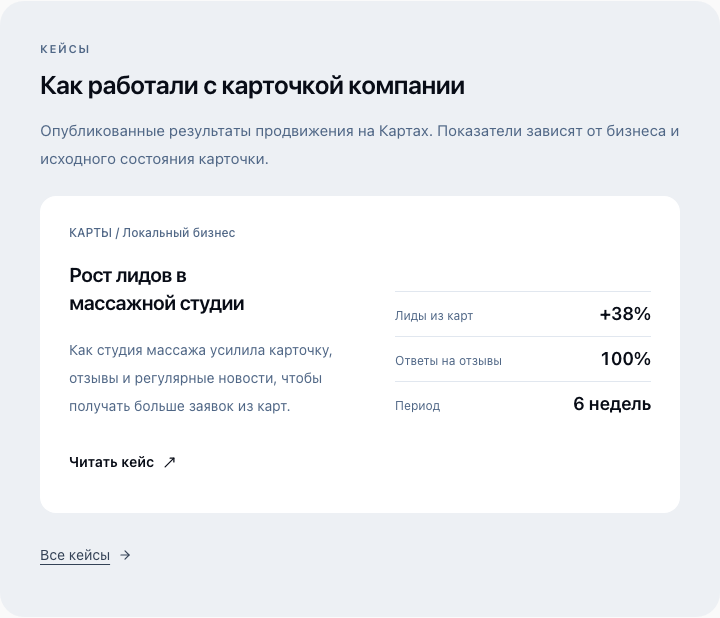 КЕЙСЫ
Как работали с карточкой компании
Опубликованные результаты продвижения на Картах. Показатели зависят от бизнеса и
исходного состояния карточки.
КАРТЫ / Локальный бизнес
Рост лидов в
массажной студии
Как студия массажа усилила карточку,
отзывы и регулярные новости, чтобы
получать больше заявок из карт.
Читать кейс ↗
Лиды из карт +38%
Ответы на отзывы 100%
Период 6 недель
Все кейсы →